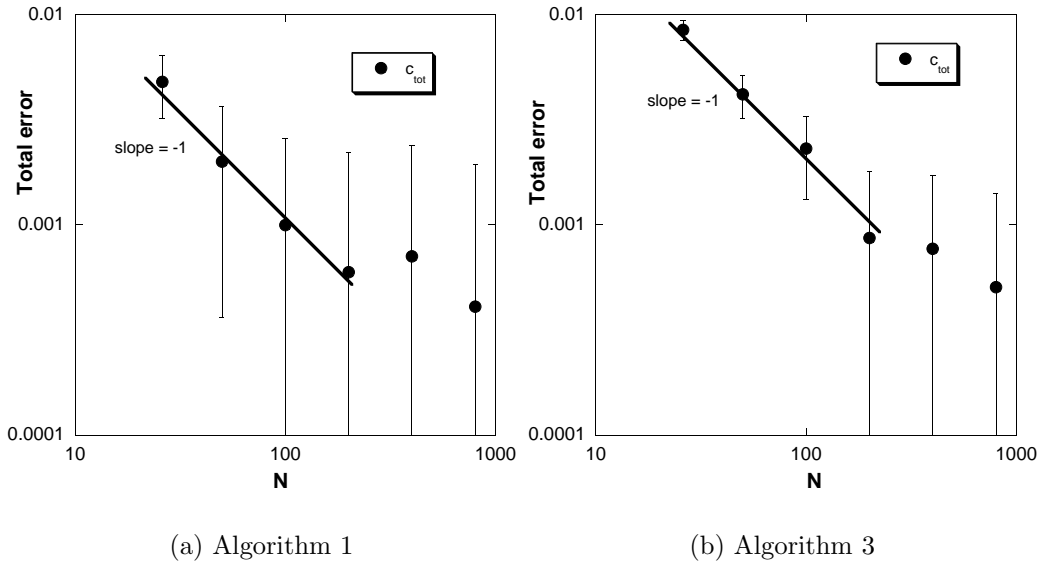 0.01
c_tot
slope = -1
Total error
0.001
0.0001
10
100
1000
N
(a) Algorithm 1
0.01
c_tot
slope = -1
Total error
0.001
0.0001
10
100
1000
N
(b) Algorithm 3